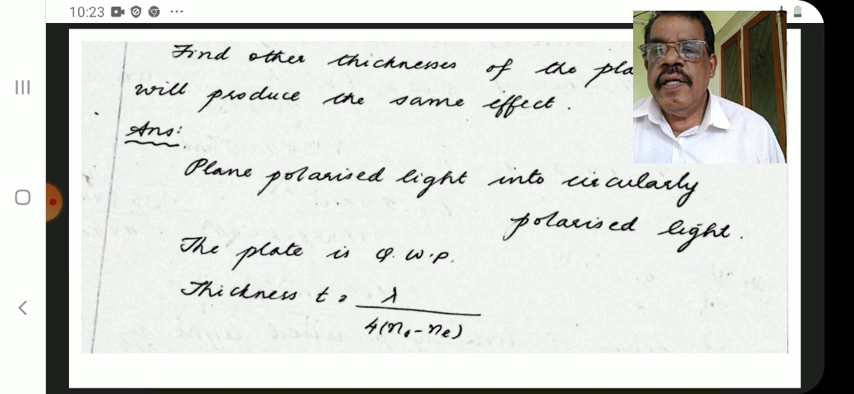 10:23
Find other thicknesses of the pla
will produce the same effect.
Ans:
Plane polarised light into circularly
polarised light.
The plate is Q.W.P.
Thickness t = λ
4(n₀-ne)